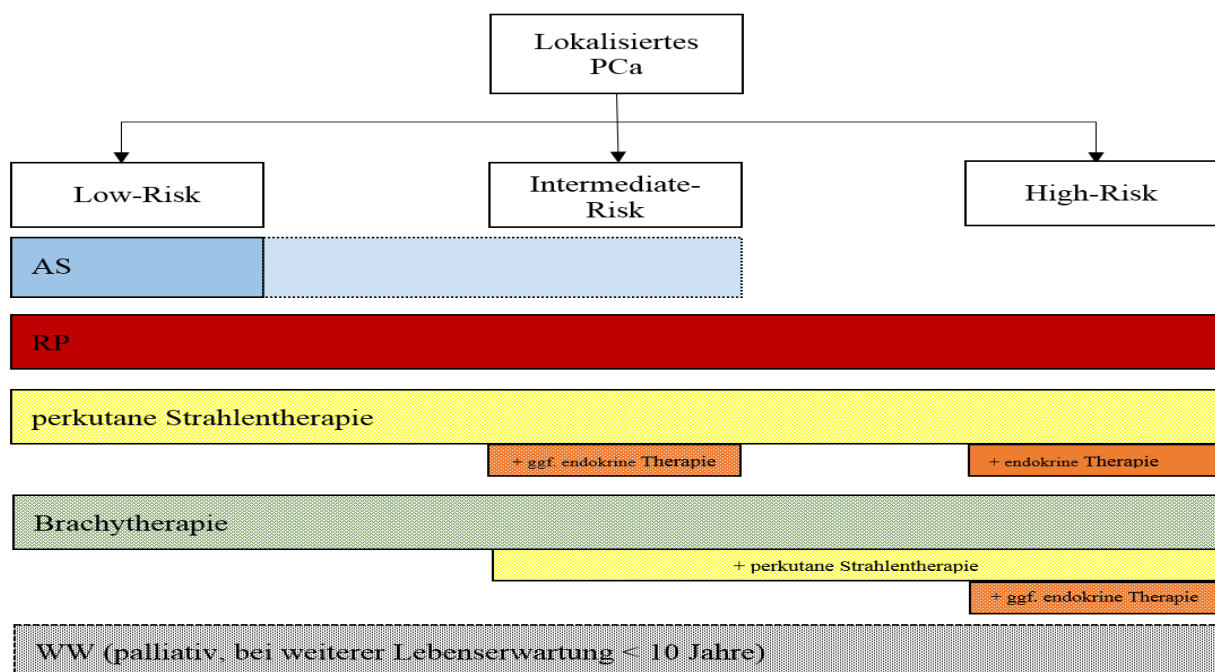 Lokalisiertes
PCa
Low-Risk
Intermediate-
Risk
High-Risk
AS
RP
perkutane Strahlentherapie
+ ggf. endokrine Therapie
+ endokrine Therapie
Brachytherapie
+ perkutane Strahlentherapie
+ ggf. endokrine Therapie
WW (palliativ, bei weiterer Lebenserwartung < 10 Jahre)